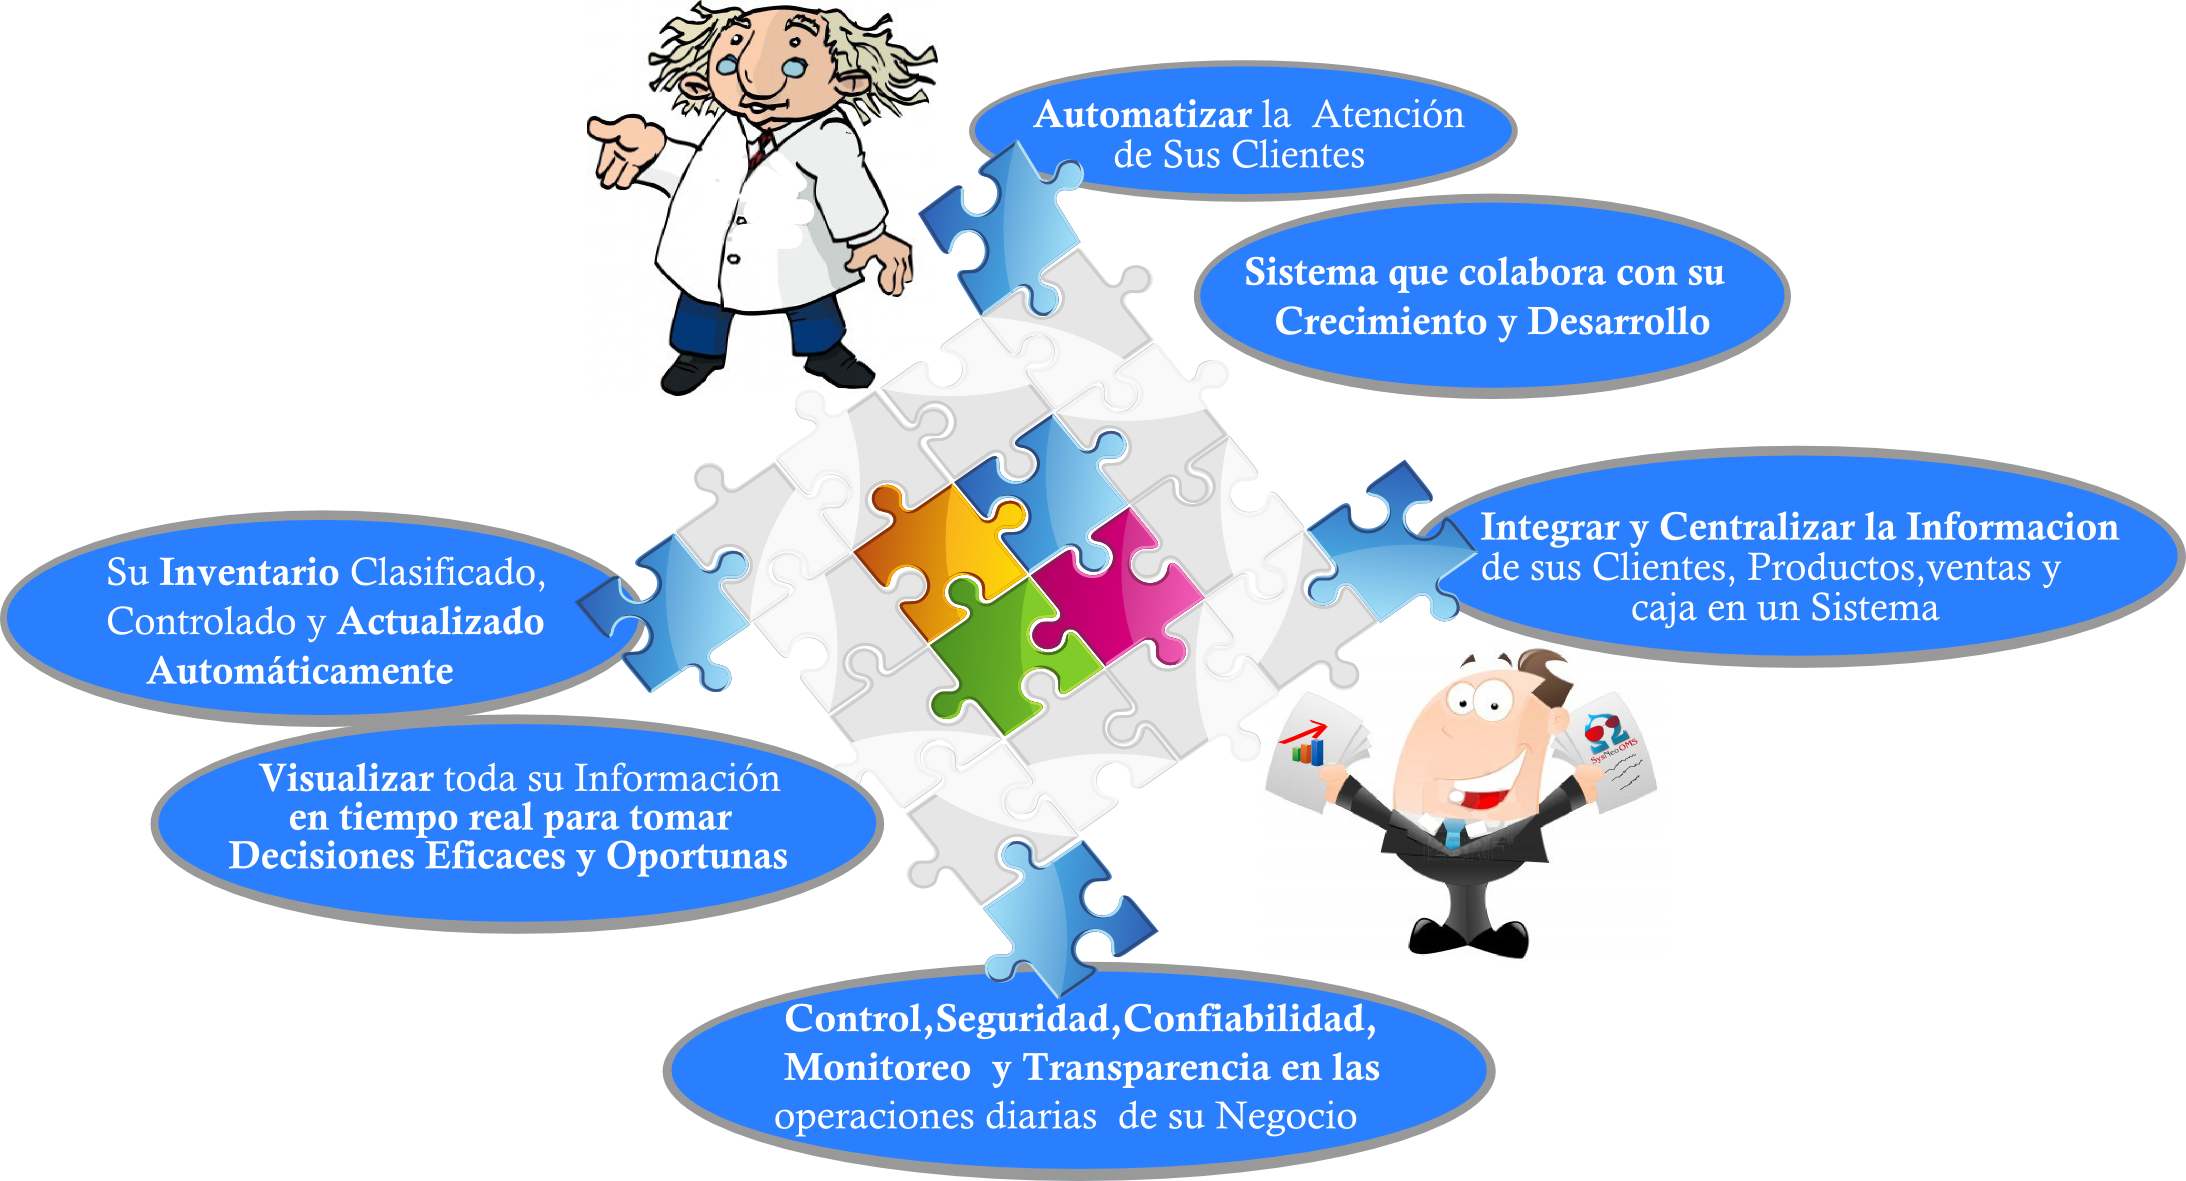 Automatizar la Atención
de Sus Clientes
Sistema que colabora con su
Crecimiento y Desarrollo
Integrar y Centralizar la Informacion
de sus Clientes, Productos,ventas y
caja en un Sistema
Su Inventario Clasificado,
Controlado y Actualizado
Automáticamente
Visualizar toda su Información
en tiempo real para tomar
Decisiones Eficaces y Oportunas
SysNeoOMS
Control,Seguridad,Confiabilidad,
Monitoreo y Transparencia en las
operaciones diarias de su Negocio